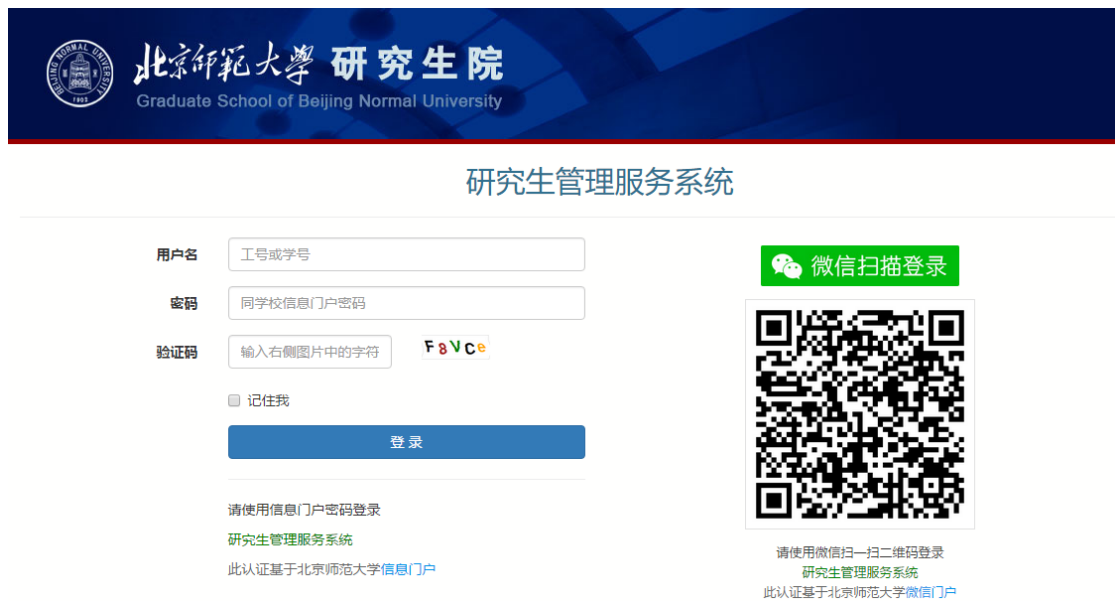 北京師範大學 研究生院
Graduate School of Beijing Normal University
BEIJING NORMAL UNIVERSITY
1902
研究生管理服务系统
用户名
工号或学号
密码
同学校信息门户密码
验证码
输入右侧图片中的字符
F8VCe
记住我
登 录
请使用信息门户密码登录
研究生管理服务系统
此认证基于北京师范大学信息门户
微信扫描登录
请使用微信扫一扫二维码登录
研究生管理服务系统
此认证基于北京师范大学微信门户